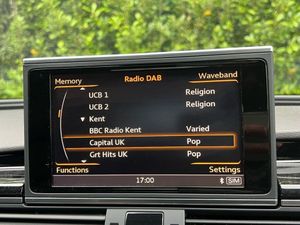 Memory Radio DAB Waveband
UCB 1 Religion
UCB 2 Religion
Kent
BBC Radio Kent Varied
Capital UK Pop
Grt Hits UK Pop
Functions Settings
17:00 SIM